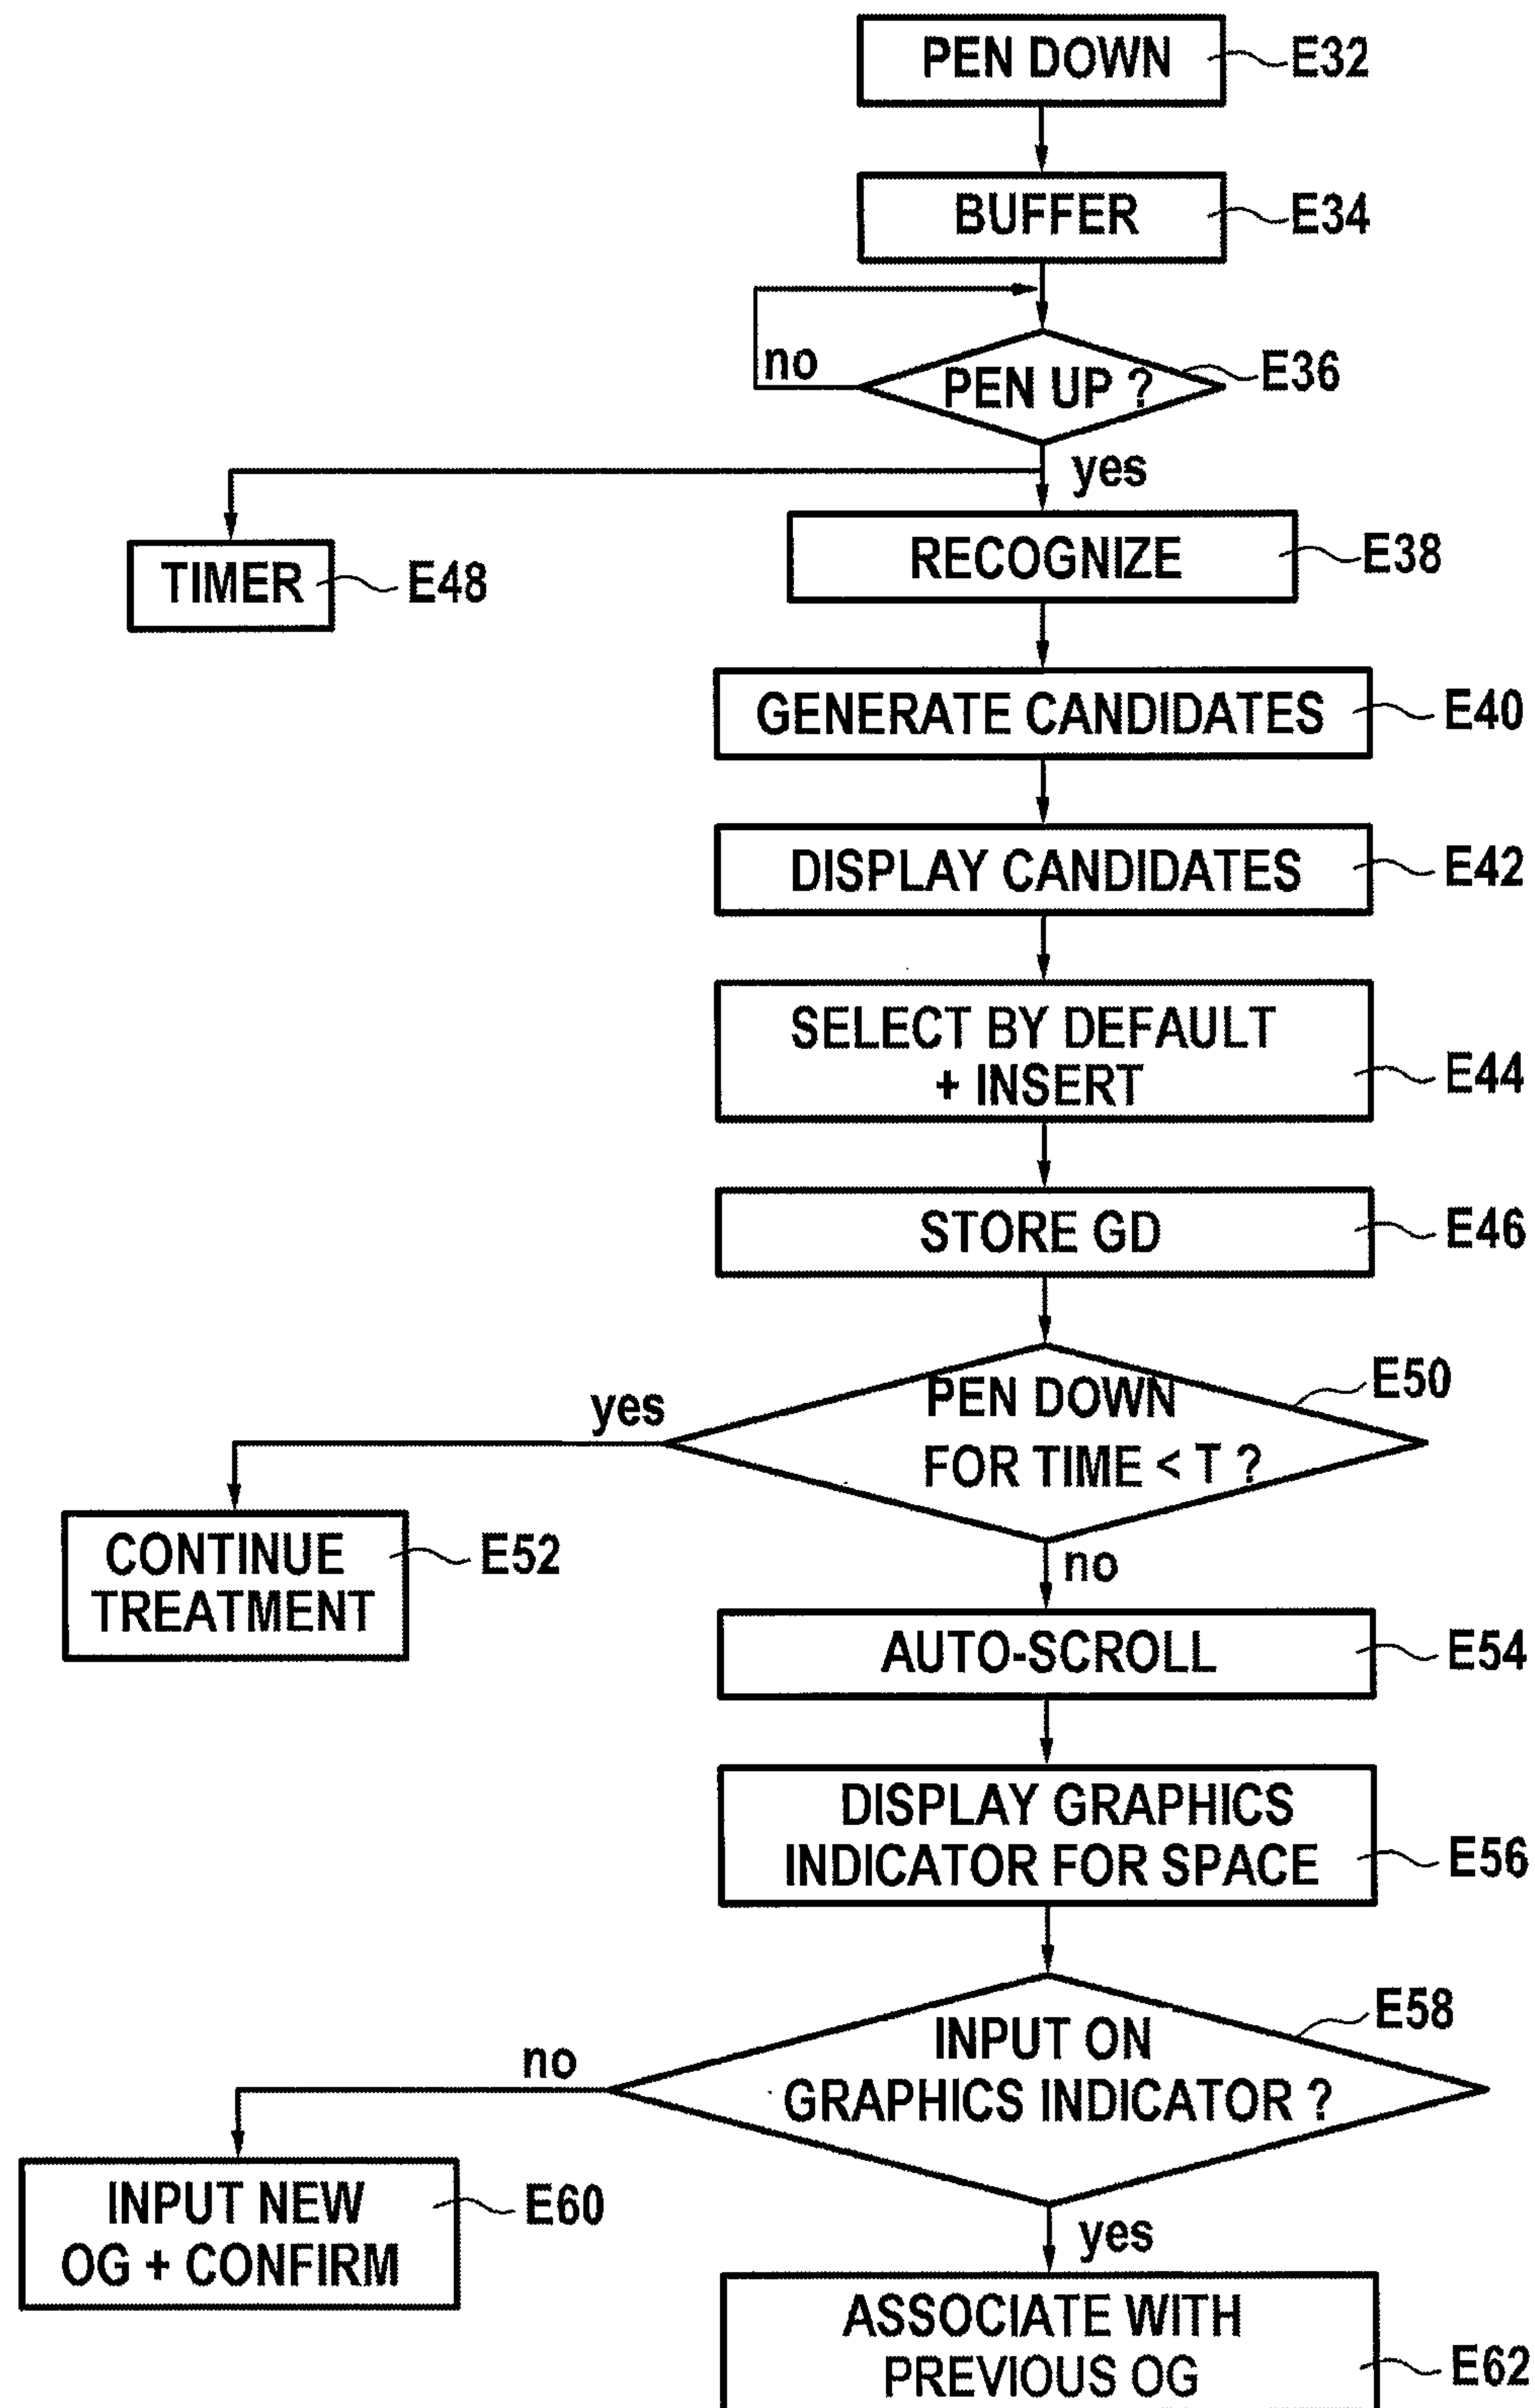 PEN DOWN
E32
BUFFER
E34
no
PEN UP ?
E36
yes
TIMER
E48
RECOGNIZE
E38
GENERATE CANDIDATES
E40
DISPLAY CANDIDATES
E42
SELECT BY DEFAULT
+ INSERT
E44
STORE GD
E46
yes
PEN DOWN
FOR TIME < T ?
E50
CONTINUE
TREATMENT
E52
no
AUTO-SCROLL
E54
DISPLAY GRAPHICS
INDICATOR FOR SPACE
E56
no
INPUT ON
GRAPHICS INDICATOR ?
E58
INPUT NEW
OG + CONFIRM
E60
yes
ASSOCIATE WITH
PREVIOUS OG
E62